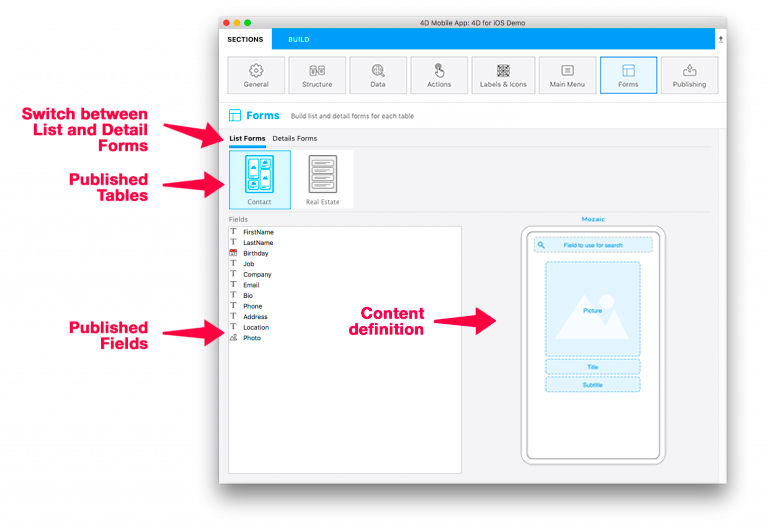 4D Mobile App: 4D for iOS Demo
SECTIONS BUILD
General Structure Data Actions Labels & Icons Main Menu Forms Publishing
Forms Build list and detail forms for each table
Switch between
List and Detail
Forms
List Forms Details Forms
Published
Tables
Contact Real Estate
Fields
Mozaic
FirstName
LastName
Birthday
Job
Company
Email
Bio
Phone
Address
Location
Photo
Published
Fields
Content
definition
Field to use for search
Picture
Title
Subtitle